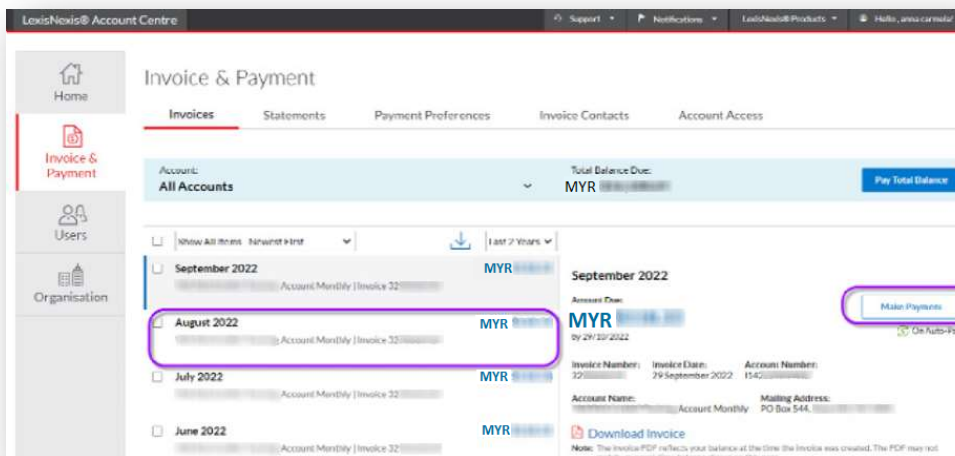 LexisNexis® Account Centre
Support
Notifications
LexisNexis® Products
Hello, anna carmela!
Home
Invoice &
Payment
Users
Organisation
Invoice & Payment
Invoices
Statements
Payment Preferences
Invoice Contacts
Account Access
Account:
All Accounts
Total Balance Due:
MYR
Pay Total Balance
Show All Items Newest First
Last 2 Years
September 2022
MYR
Account Monthly | Invoice 32
August 2022
MYR
Account Monthly | Invoice 32
July 2022
MYR
Account Monthly | Invoice 32
June 2022
MYR
Account Monthly | Invoice 32
September 2022
Amount Due:
MYR
by 29/10/2022
Make Payment
On Auto-Pa
Invoice Number: Invoice Date: Account Number:
32 29 September 2022 I542
Account Name: Mailing Address:
Account Monthly PO Box 544,
Download Invoice
Note: The invoice PDF reflects your balance at the time the invoice was created. The PDF may not